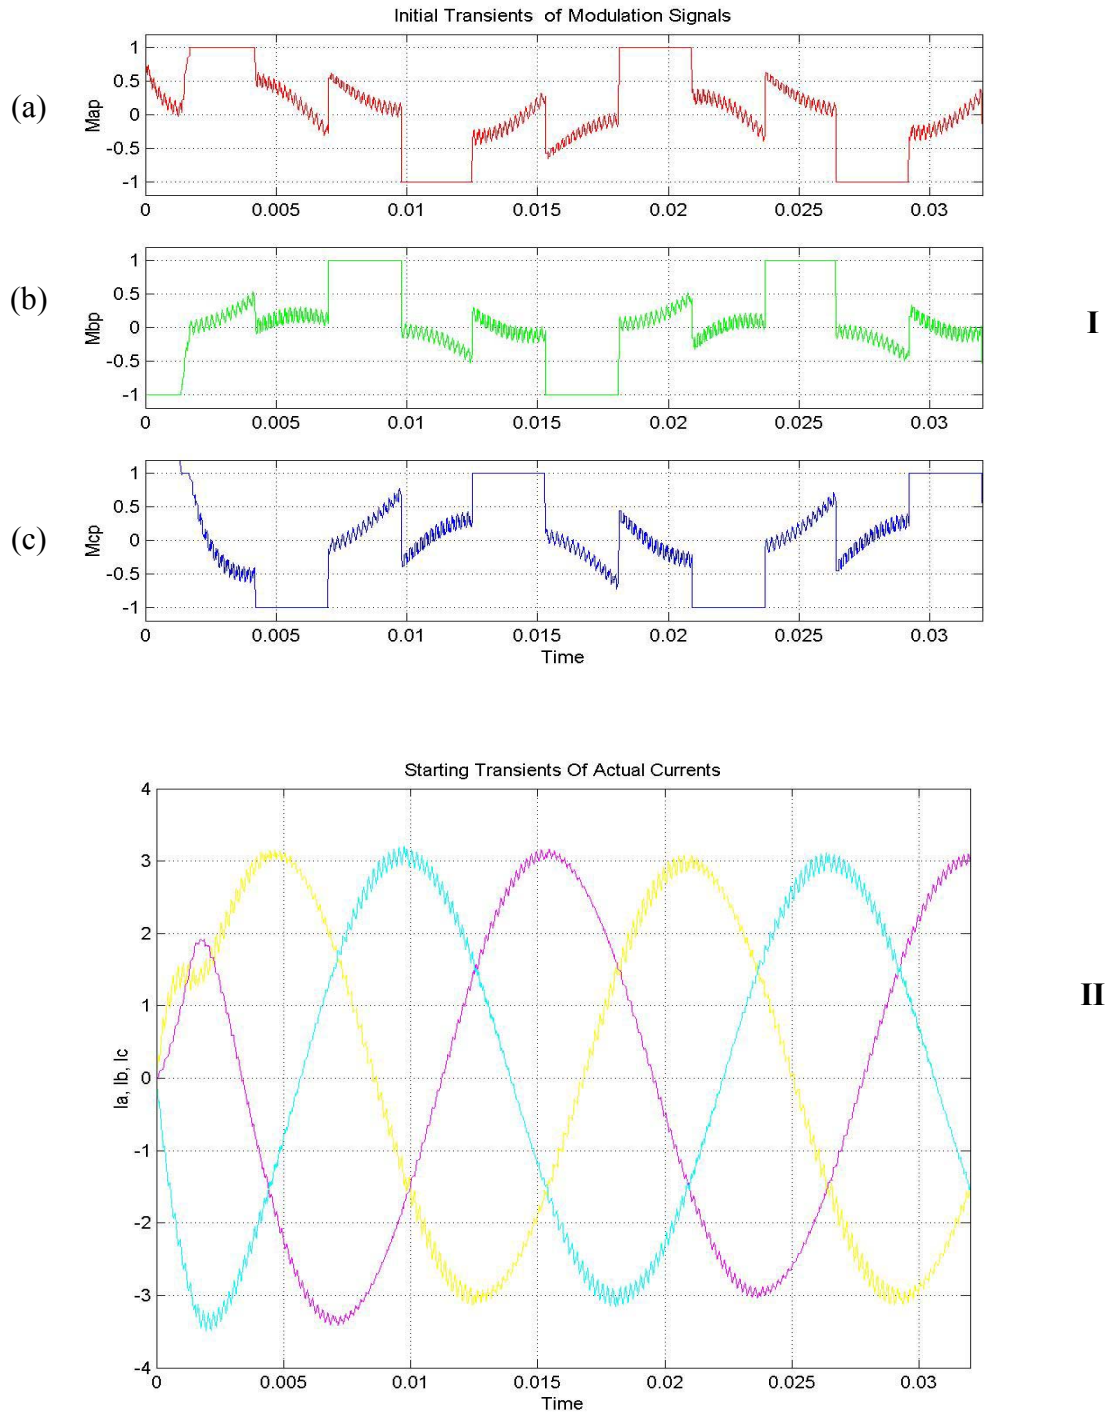 Initial Transients of Modulation Signals
(a)
Map
1
0.5
0
-0.5
-1
0 0.005 0.01 0.015 0.02 0.025 0.03
(b)
Mbp
1
0.5
0
-0.5
-1
0 0.005 0.01 0.015 0.02 0.025 0.03
I
(c)
Mcp
1
0.5
0
-0.5
-1
0 0.005 0.01 0.015 0.02 0.025 0.03
Time
Starting Transients Of Actual Currents
Ia, Ib, Ic
4
3
2
1
0
-1
-2
-3
-4
0 0.005 0.01 0.015 0.02 0.025 0.03
Time
II